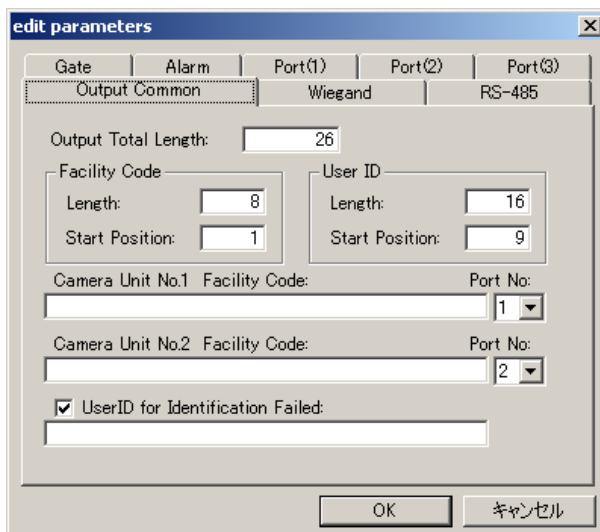 edit parameters
Gate Alarm Port(1) Port(2) Port(3)
Output Common Wiegand RS-485
Output Total Length: 26
Facility Code User ID
Length: 8 Length: 16
Start Position: 1 Start Position: 9
Camera Unit No.1 Facility Code: Port No:
1
Camera Unit No.2 Facility Code: Port No:
2
UserID for Identification Failed:
OK キャンセル